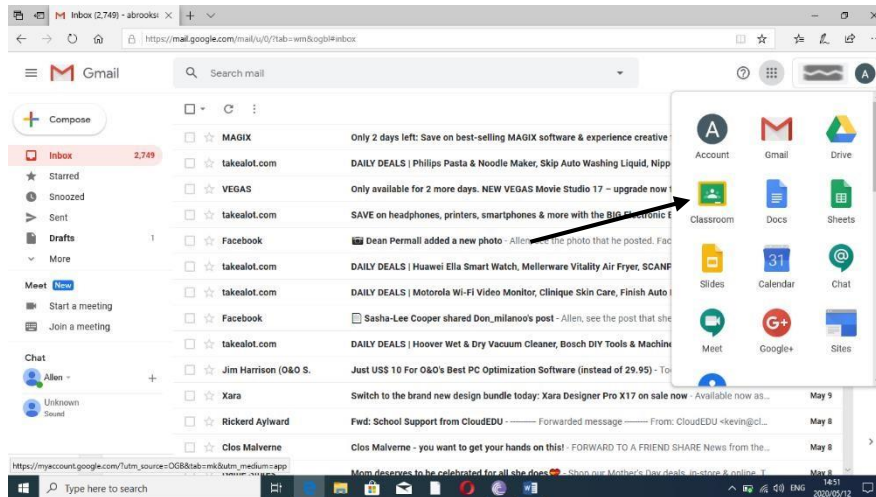 Inbox (2,749) - abrooks
https://mail.google.com/mail/u/0/?tab=wm&ogbl#inbox
Gmail
Search mail
A
Compose
Inbox 2,749
Starred
Snoozed
Sent
Drafts 1
More
Meet New
Start a meeting
Join a meeting
Chat
Allen
Unknown
Sound
MAGIX Only 2 days left: Save on best-selling MAGIX software & experience creative
takealot.com DAILY DEALS | Philips Pasta & Noodle Maker, Skip Auto Washing Liquid, Nipp
VEGAS Only available for 2 more days. NEW VEGAS Movie Studio 17 – upgrade now
takealot.com SAVE on headphones, printers, smartphones & more with the BIG Electronic
Facebook Dean Permall added a new photo - Allen, see the photo that he posted. Fac
takealot.com DAILY DEALS | Huawei Ella Smart Watch, Mellerware Vitality Air Fryer, SCANP
takealot.com DAILY DEALS | Motorola Wi-Fi Video Monitor, Clinique Skin Care, Finish Auto
Facebook Sasha-Lee Cooper shared Don_milanoo's post - Allen, see the post that she
takealot.com DAILY DEALS | Hoover Wet & Dry Vacuum Cleaner, Bosch DIY Tools & Machine
Jim Harrison (O&O S. Just US$ 10 For O&O's Best PC Optimization Software (instead of 29.95) - To
Xara Switch to the brand new design bundle today: Xara Designer Pro X17 on sale now - Available now as... May 9
Rickerd Aylward Fwd: School Support from CloudEDU - ---------- Forwarded message ---------- From: CloudEDU <kevin@cl... May 8
Clos Malverne Clos Malverne - you want to get your hands on this! - FORWARD TO A FRIEND SHARE News from the... May 8
Mom deserves to be celebrated for all she does - Shop our Mother's Day deals, in-store & online. T... May 8
A
Account Gmail Drive
Classroom Docs Sheets
31
Slides Calendar Chat
G+
Meet Google+ Sites
https://myaccount.google.com/?utm_source=OGB&tab=mk&utm_medium=app
Type here to search
ENG
14:51
2020/05/12